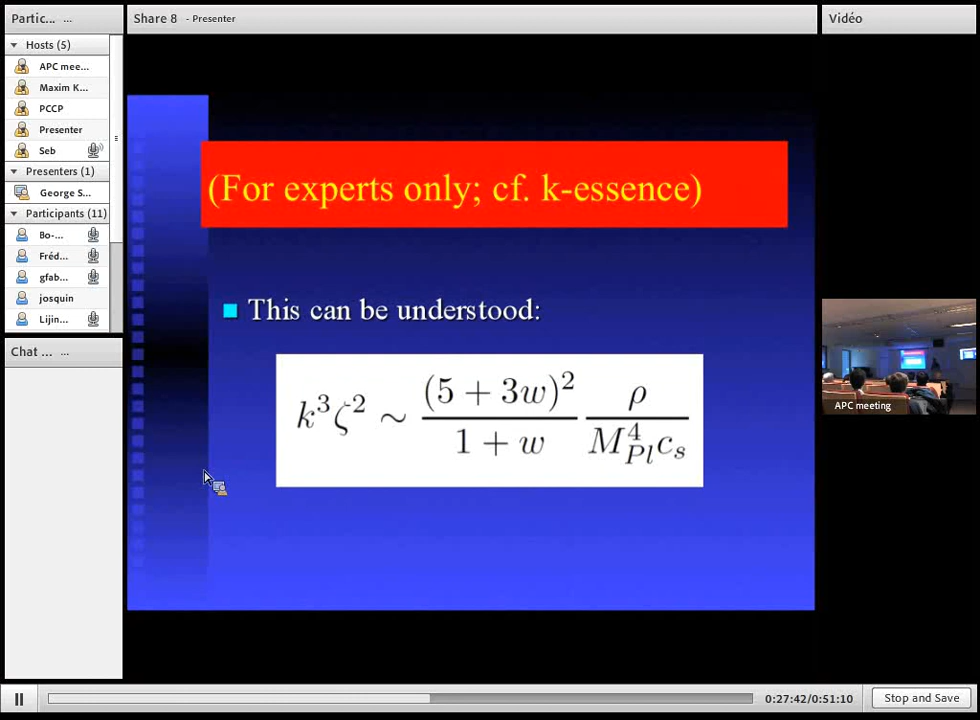 Partic... ...
Share 8 - Presenter
Vidéo
Hosts (5)
APC mee...
Maxim K...
PCCP
Presenter
Seb
Presenters (1)
George S...
Participants (11)
Bo-...
Fréd...
gfab...
josquin
Lijin...
Chat ... ...
(For experts only; cf. k-essence)
This can be understood:
k³ζ² ~ (5 + 3w)² / (1 + w) ρ / (M⁴_Pl c_s)
APC meeting
0:27:42/0:51:10
Stop and Save